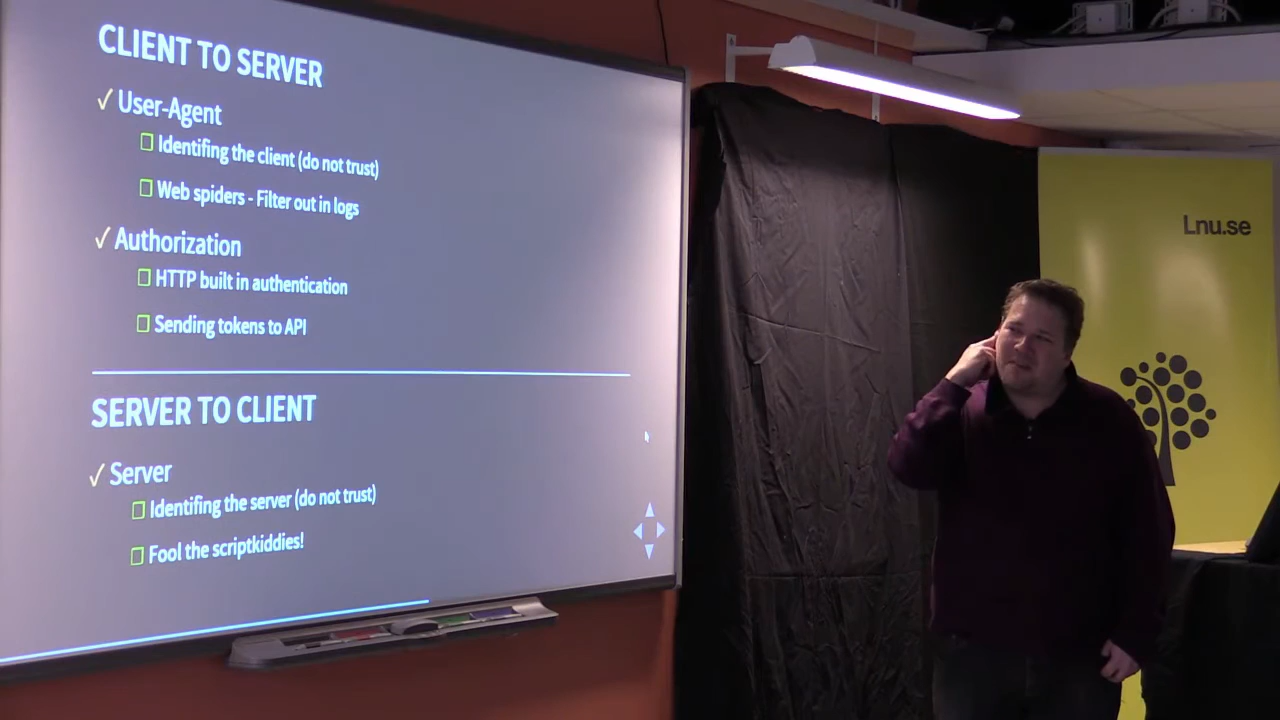 CLIENT TO SERVER
✓ User-Agent
Identifing the client (do not trust)
Web spiders - Filter out in logs
✓ Authorization
HTTP built in authentication
Sending tokens to API
SERVER TO CLIENT
✓ Server
Identifing the server (do not trust)
Fool the scriptkiddies!
Lnu.se